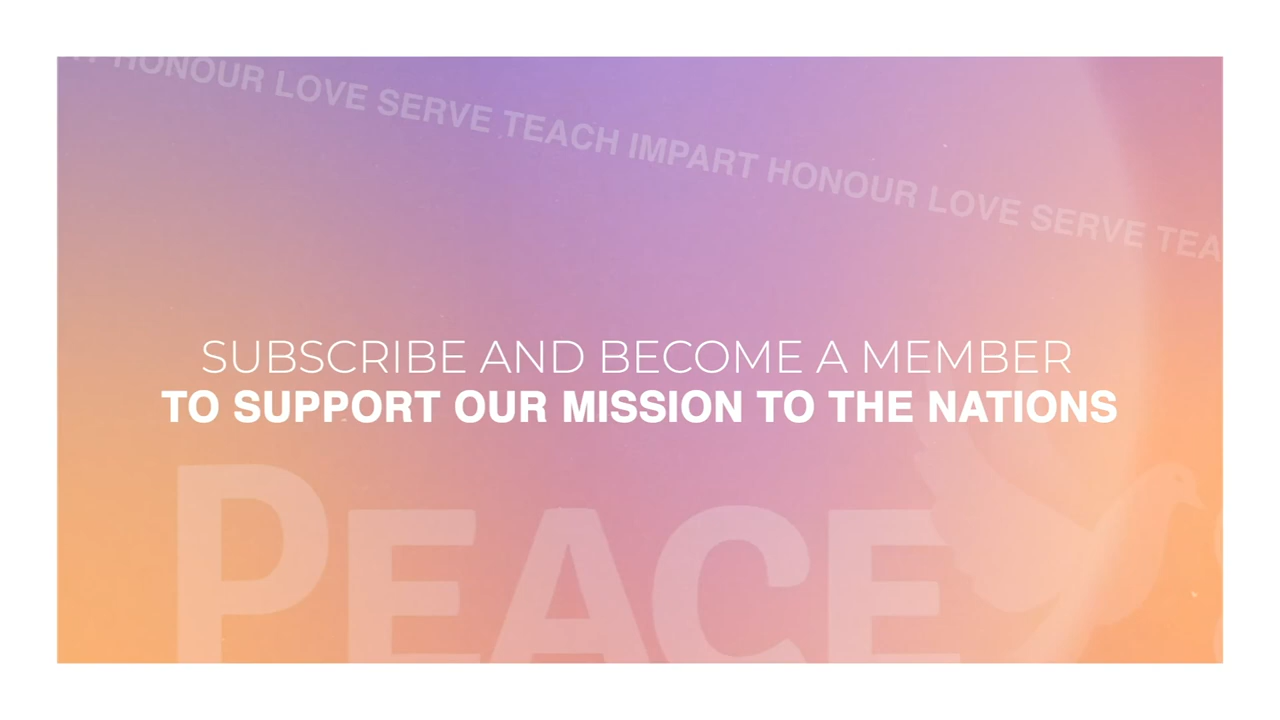 HONOUR LOVE SERVE TEACH IMPART HONOUR LOVE SERVE TEA
SUBSCRIBE AND BECOME A MEMBER
TO SUPPORT OUR MISSION TO THE NATIONS
PEACE